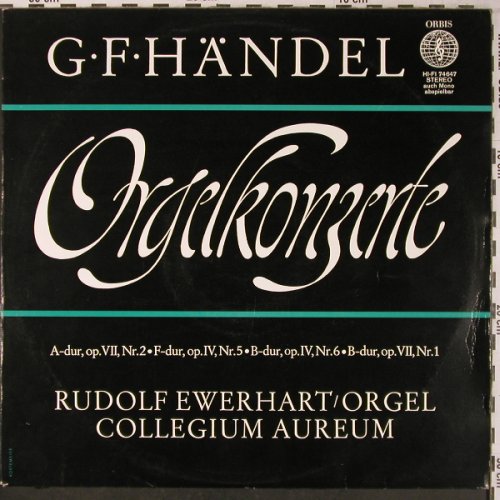 ORBIS
G·F·HÄNDEL
HI-FI 74647
STEREO
auch Mono
abspielbar
Orgelkonzerte
A-dur, op.VII, Nr.2 • F-dur, op.IV, Nr.5 • B-dur, op.IV, Nr.6 • B-dur, op.VII, Nr.1
RUDOLF EWERHART/ORGEL
COLLEGIUM AUREUM